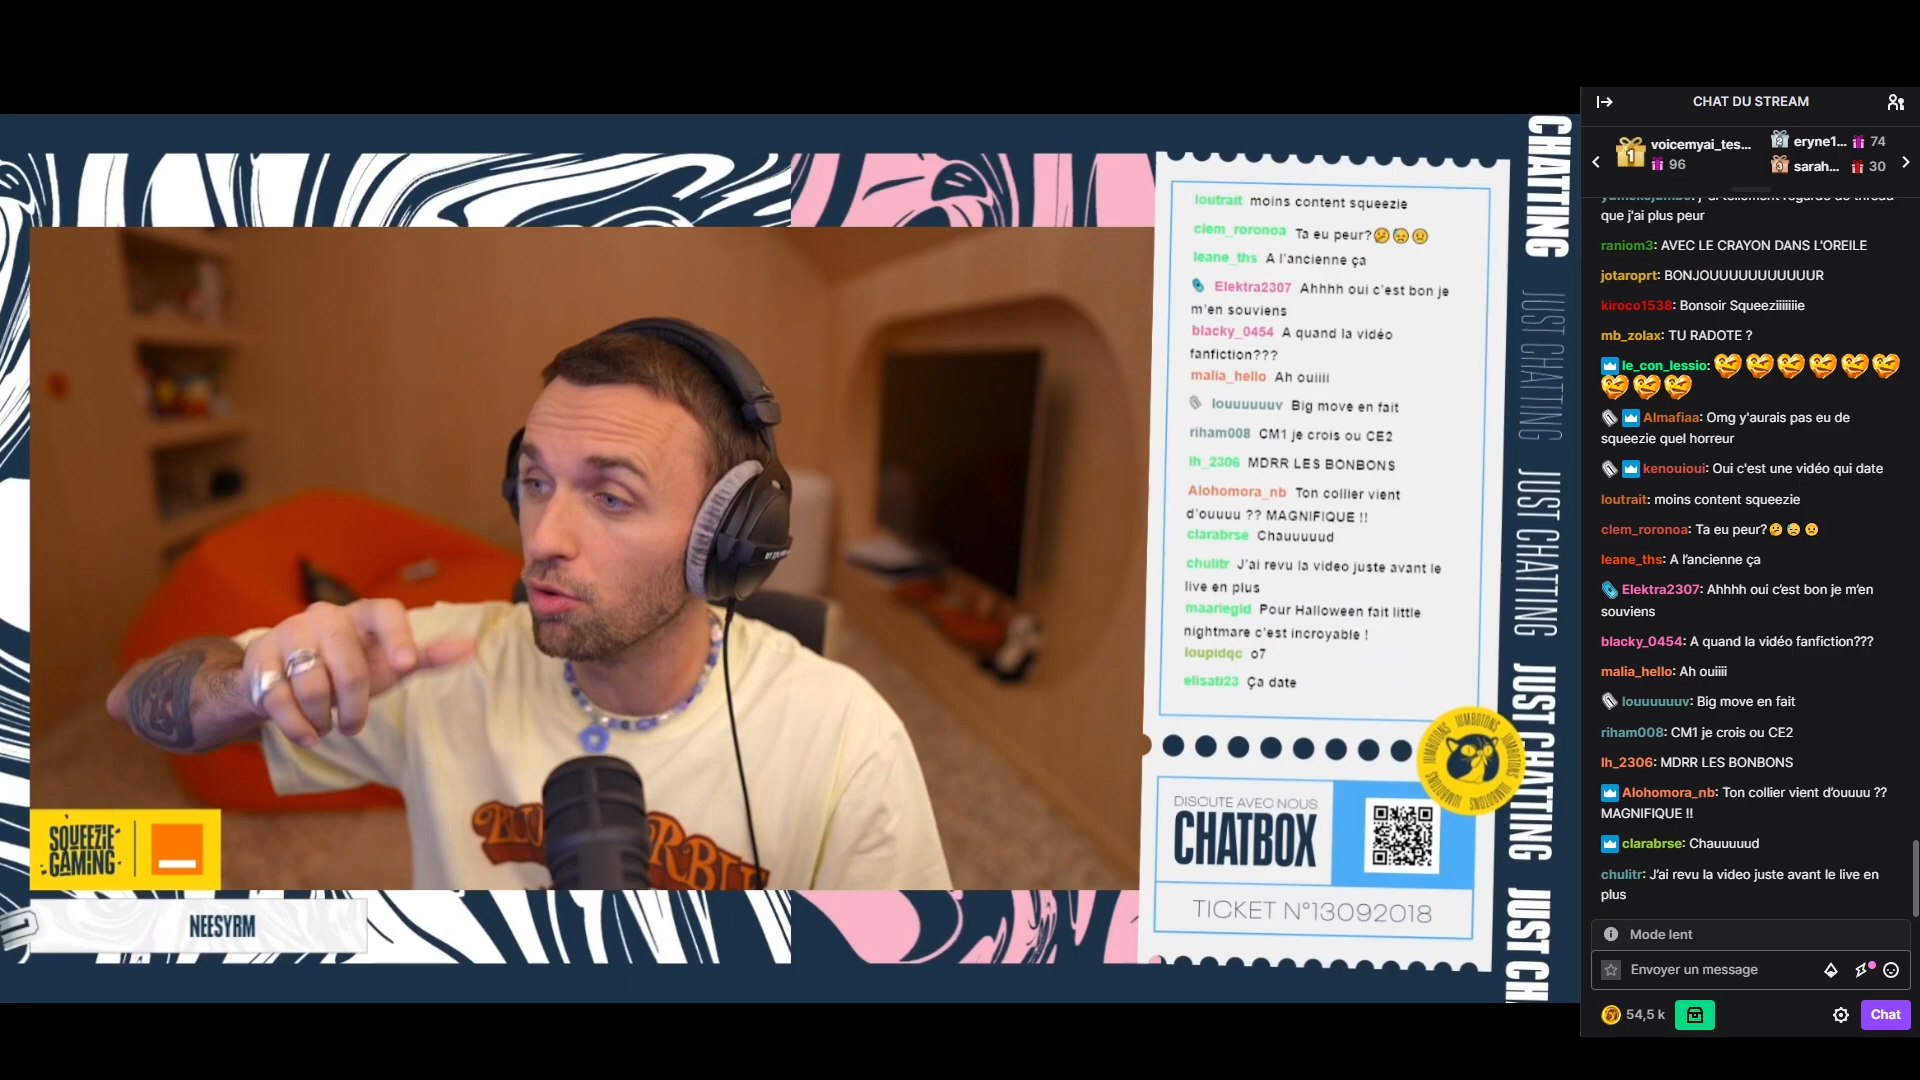 CHATTING
JUST CHATTING
JUST CHATTING
JUST CHATTING
JUST CH
loutrait moins content squeezie
clem_roronoa Ta eu peur?🤔😓😣
leane_ths A l'ancienne ça
Elektra2307 Ahhhh oui c'est bon je
m'en souviens
blacky_0454 A quand la vidéo
fanfiction???
malia_hello Ah ouiiii
louuuuuuv Big move en fait
riham008 CM1 je crois ou CE2
lh_2306 MDRR LES BONBONS
Alohomora_nb Ton collier vient
d'ouuuu ?? MAGNIFIQUE !!
clarabrse Chauuuuud
chulitr J'ai revu la video juste avant le
live en plus
maariegld Pour Halloween fait little
nightmare c'est incroyable !
loupidqc o7
elisati23 Ça date
JUMBOTONS JUMBOTONS JUMBOTONS
DISCUTE AVEC NOUS
CHATBOX
TICKET N°13092018
SQUEEZIE
GAMING
NEESYRM
CHAT DU STREAM
1 voicemyai_tes...
96
2 eryne1... 74
3 sarah... 30
que j'ai plus peur
raniom3: AVEC LE CRAYON DANS L'OREILE
jotaroprt: BONJOUUUUUUUUUUUR
kiroco1538: Bonsoir Squeeziiiiiiie
mb_zolax: TU RADOTE ?
le_con_lessio:
Almafiaa: Omg y'aurais pas eu de
squeezie quel horreur
kenouioui: Oui c'est une vidéo qui date
loutrait: moins content squeezie
clem_roronoa: Ta eu peur?🤔😓☹️
leane_ths: A l'ancienne ça
Elektra2307: Ahhhh oui c'est bon je m'en
souviens
blacky_0454: A quand la vidéo fanfiction???
malia_hello: Ah ouiiii
louuuuuuv: Big move en fait
riham008: CM1 je crois ou CE2
lh_2306: MDRR LES BONBONS
Alohomora_nb: Ton collier vient d'ouuuu ??
MAGNIFIQUE !!
clarabrse: Chauuuuud
chulitr: J'ai revu la video juste avant le live en
plus
Mode lent
Envoyer un message
54,5 k
Chat